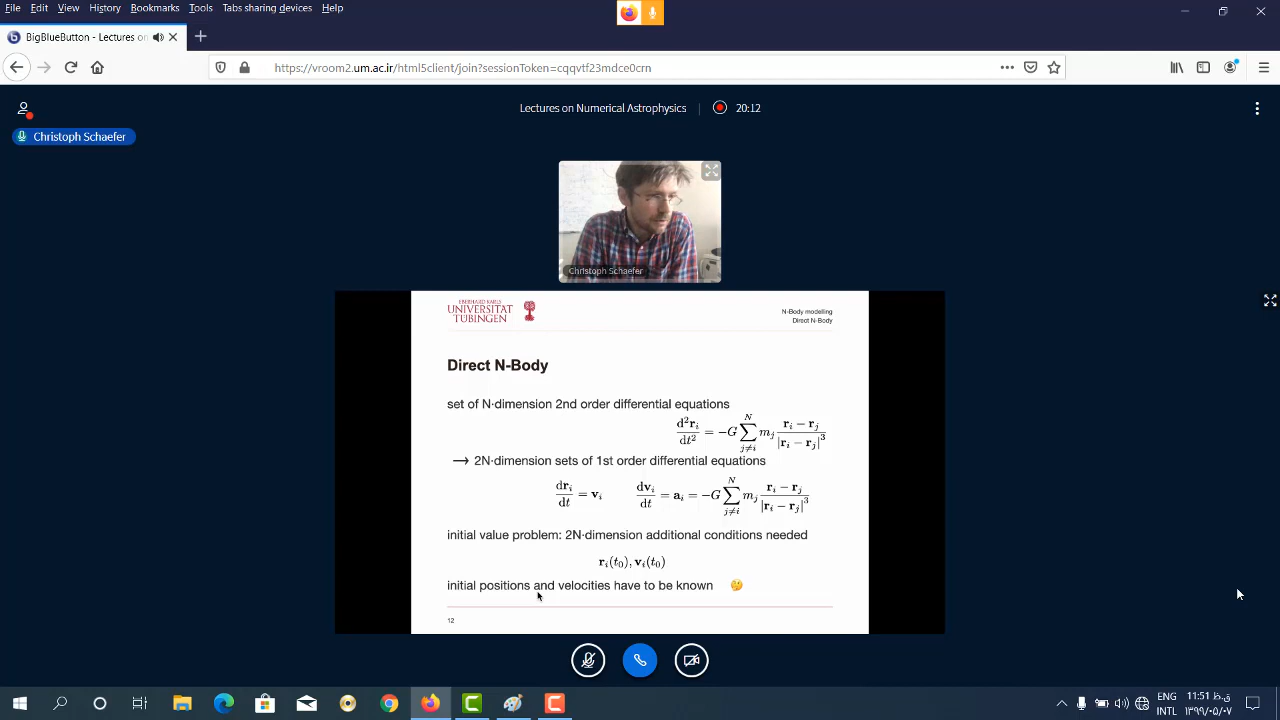 File Edit View History Bookmarks Tools Tabs sharing devices Help
BigBlueButton - Lectures on
https://vroom2.um.ac.ir/html5client/join?sessionToken=cqqvtf23mdce0crn
Lectures on Numerical Astrophysics 20:12
Christoph Schaefer
Christoph Schaefer
EBERHARD KARLS
UNIVERSITÄT
TÜBINGEN
N-Body modelling
Direct N-Body
Direct N-Body
set of N·dimension 2nd order differential equations
d²rᵢ/dt² = −G ∑_{j≠i}^{N} mⱼ (rᵢ − rⱼ)/|rᵢ − rⱼ|³
→ 2N·dimension sets of 1st order differential equations
drᵢ/dt = vᵢ dvᵢ/dt = aᵢ = −G ∑_{j≠i}^{N} mⱼ (rᵢ − rⱼ)/|rᵢ − rⱼ|³
initial value problem: 2N·dimension additional conditions needed
rᵢ(t₀), vᵢ(t₀)
initial positions and velocities have to be known 🤔
12
ENG 11:51 ق.ظ
INTL ۱۳۹۹/۰۵/۰۷